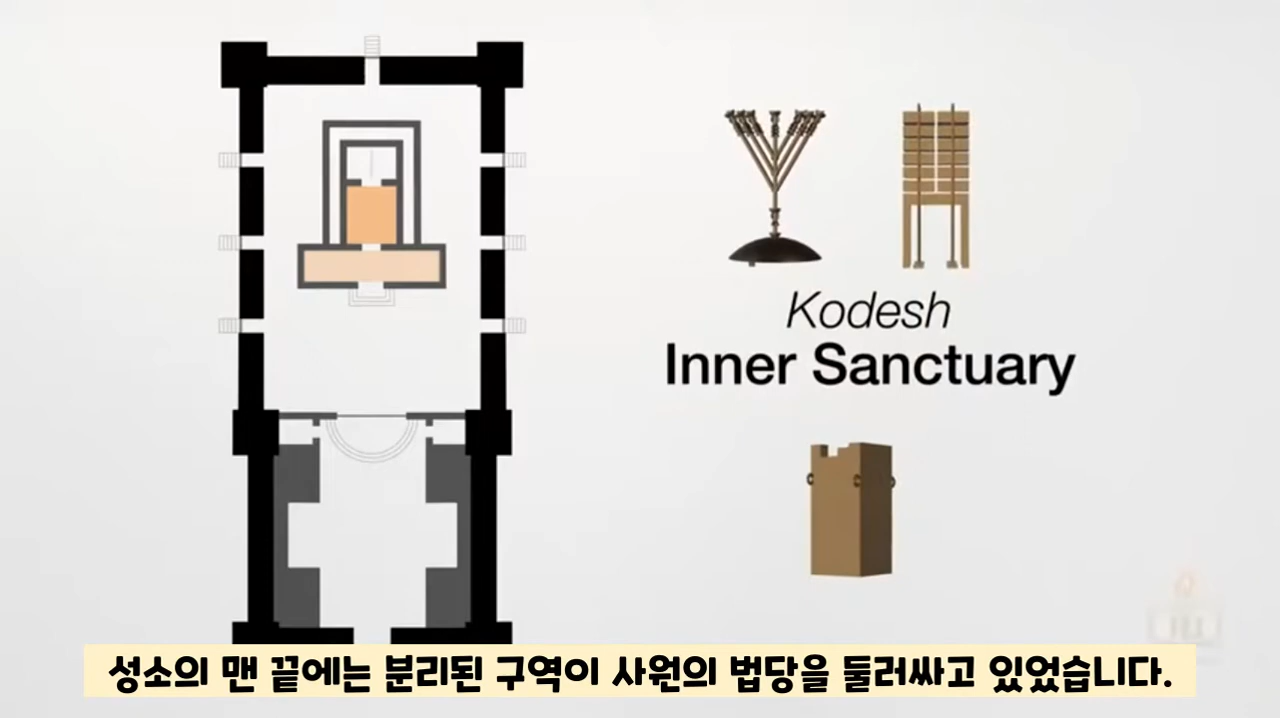 Kodesh
Inner Sanctuary
성소의 맨 끝에는 분리된 구역이 사원의 법당을 둘러싸고 있었습니다.